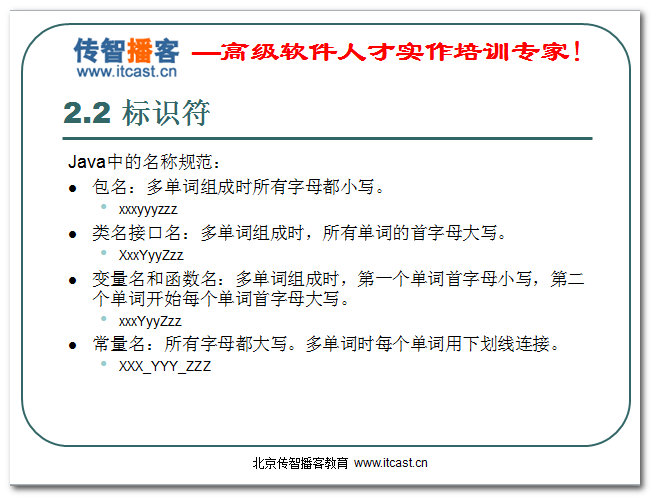 传智播客 —高级软件人才实作培训专家!
www.itcast.cn
2.2 标识符
Java中的名称规范：
● 包名：多单词组成时所有字母都小写。
• xxxyyyzzz
● 类名接口名：多单词组成时，所有单词的首字母大写。
• XxxYyyZzz
● 变量名和函数名：多单词组成时，第一个单词首字母小写，第二
个单词开始每个单词首字母大写。
• xxxYyyZzz
● 常量名：所有字母都大写。多单词时每个单词用下划线连接。
• XXX_YYY_ZZZ
北京传智播客教育 www.itcast.cn